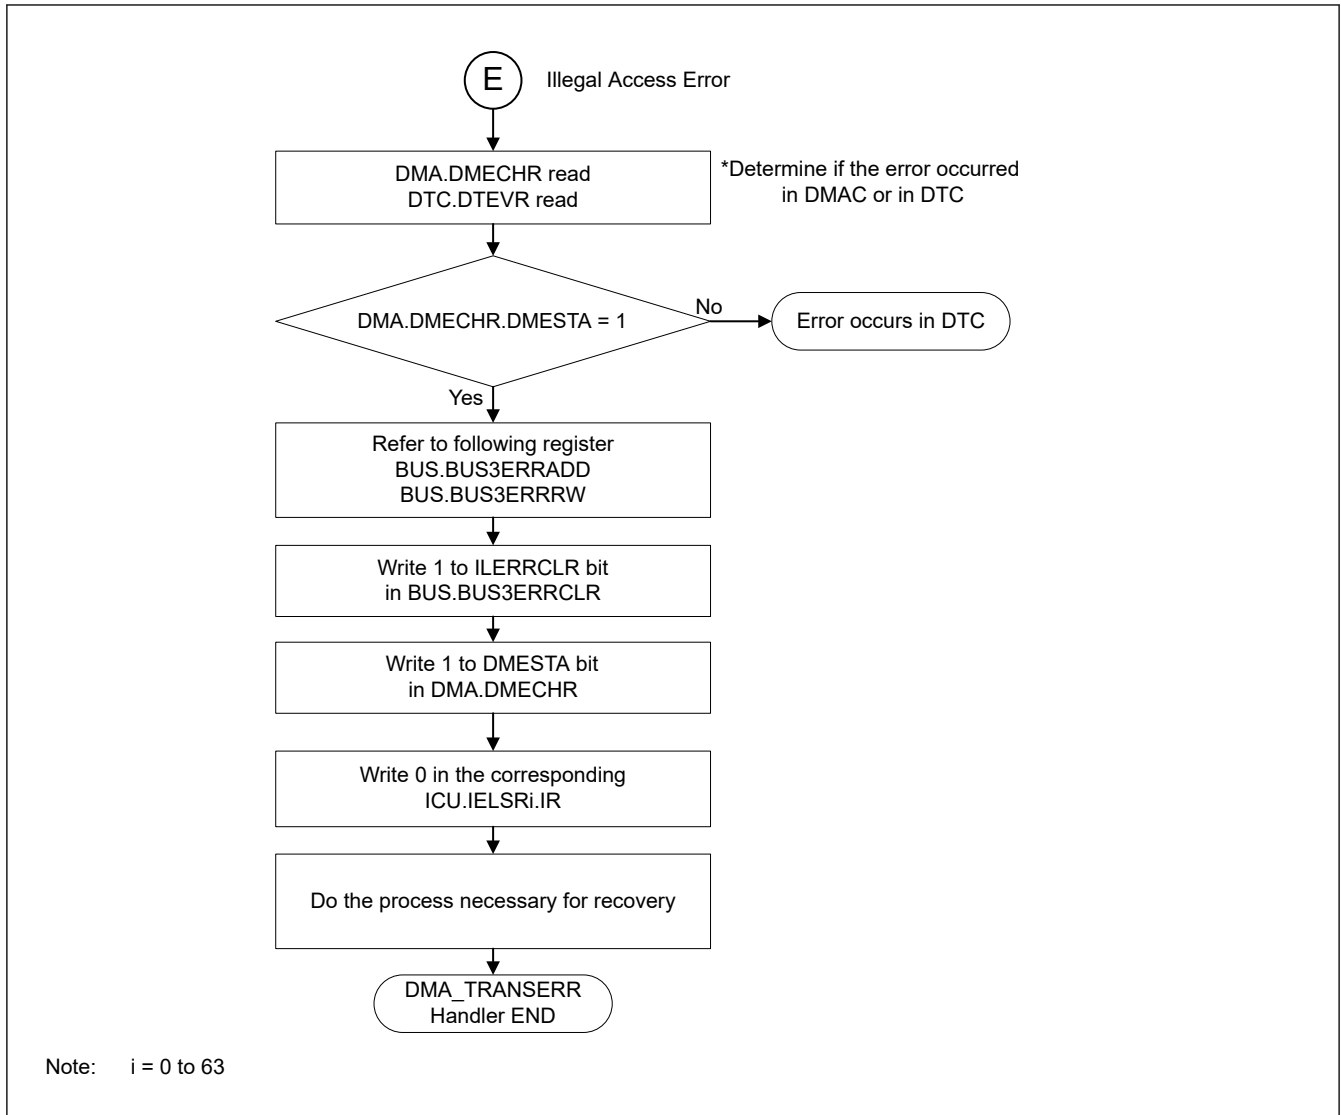 E
Illegal Access Error
DMA.DMECHR read
DTC.DTEVR read
*Determine if the error occurred
in DMAC or in DTC
DMA.DMECHR.DMESTA = 1
No
Error occurs in DTC
Yes
Refer to following register
BUS.BUS3ERRADD
BUS.BUS3ERRRW
Write 1 to ILERRCLR bit
in BUS.BUS3ERRCLR
Write 1 to DMESTA bit
in DMA.DMECHR
Write 0 in the corresponding
ICU.IELSRi.IR
Do the process necessary for recovery
DMA_TRANSERR
Handler END
Note: i = 0 to 63